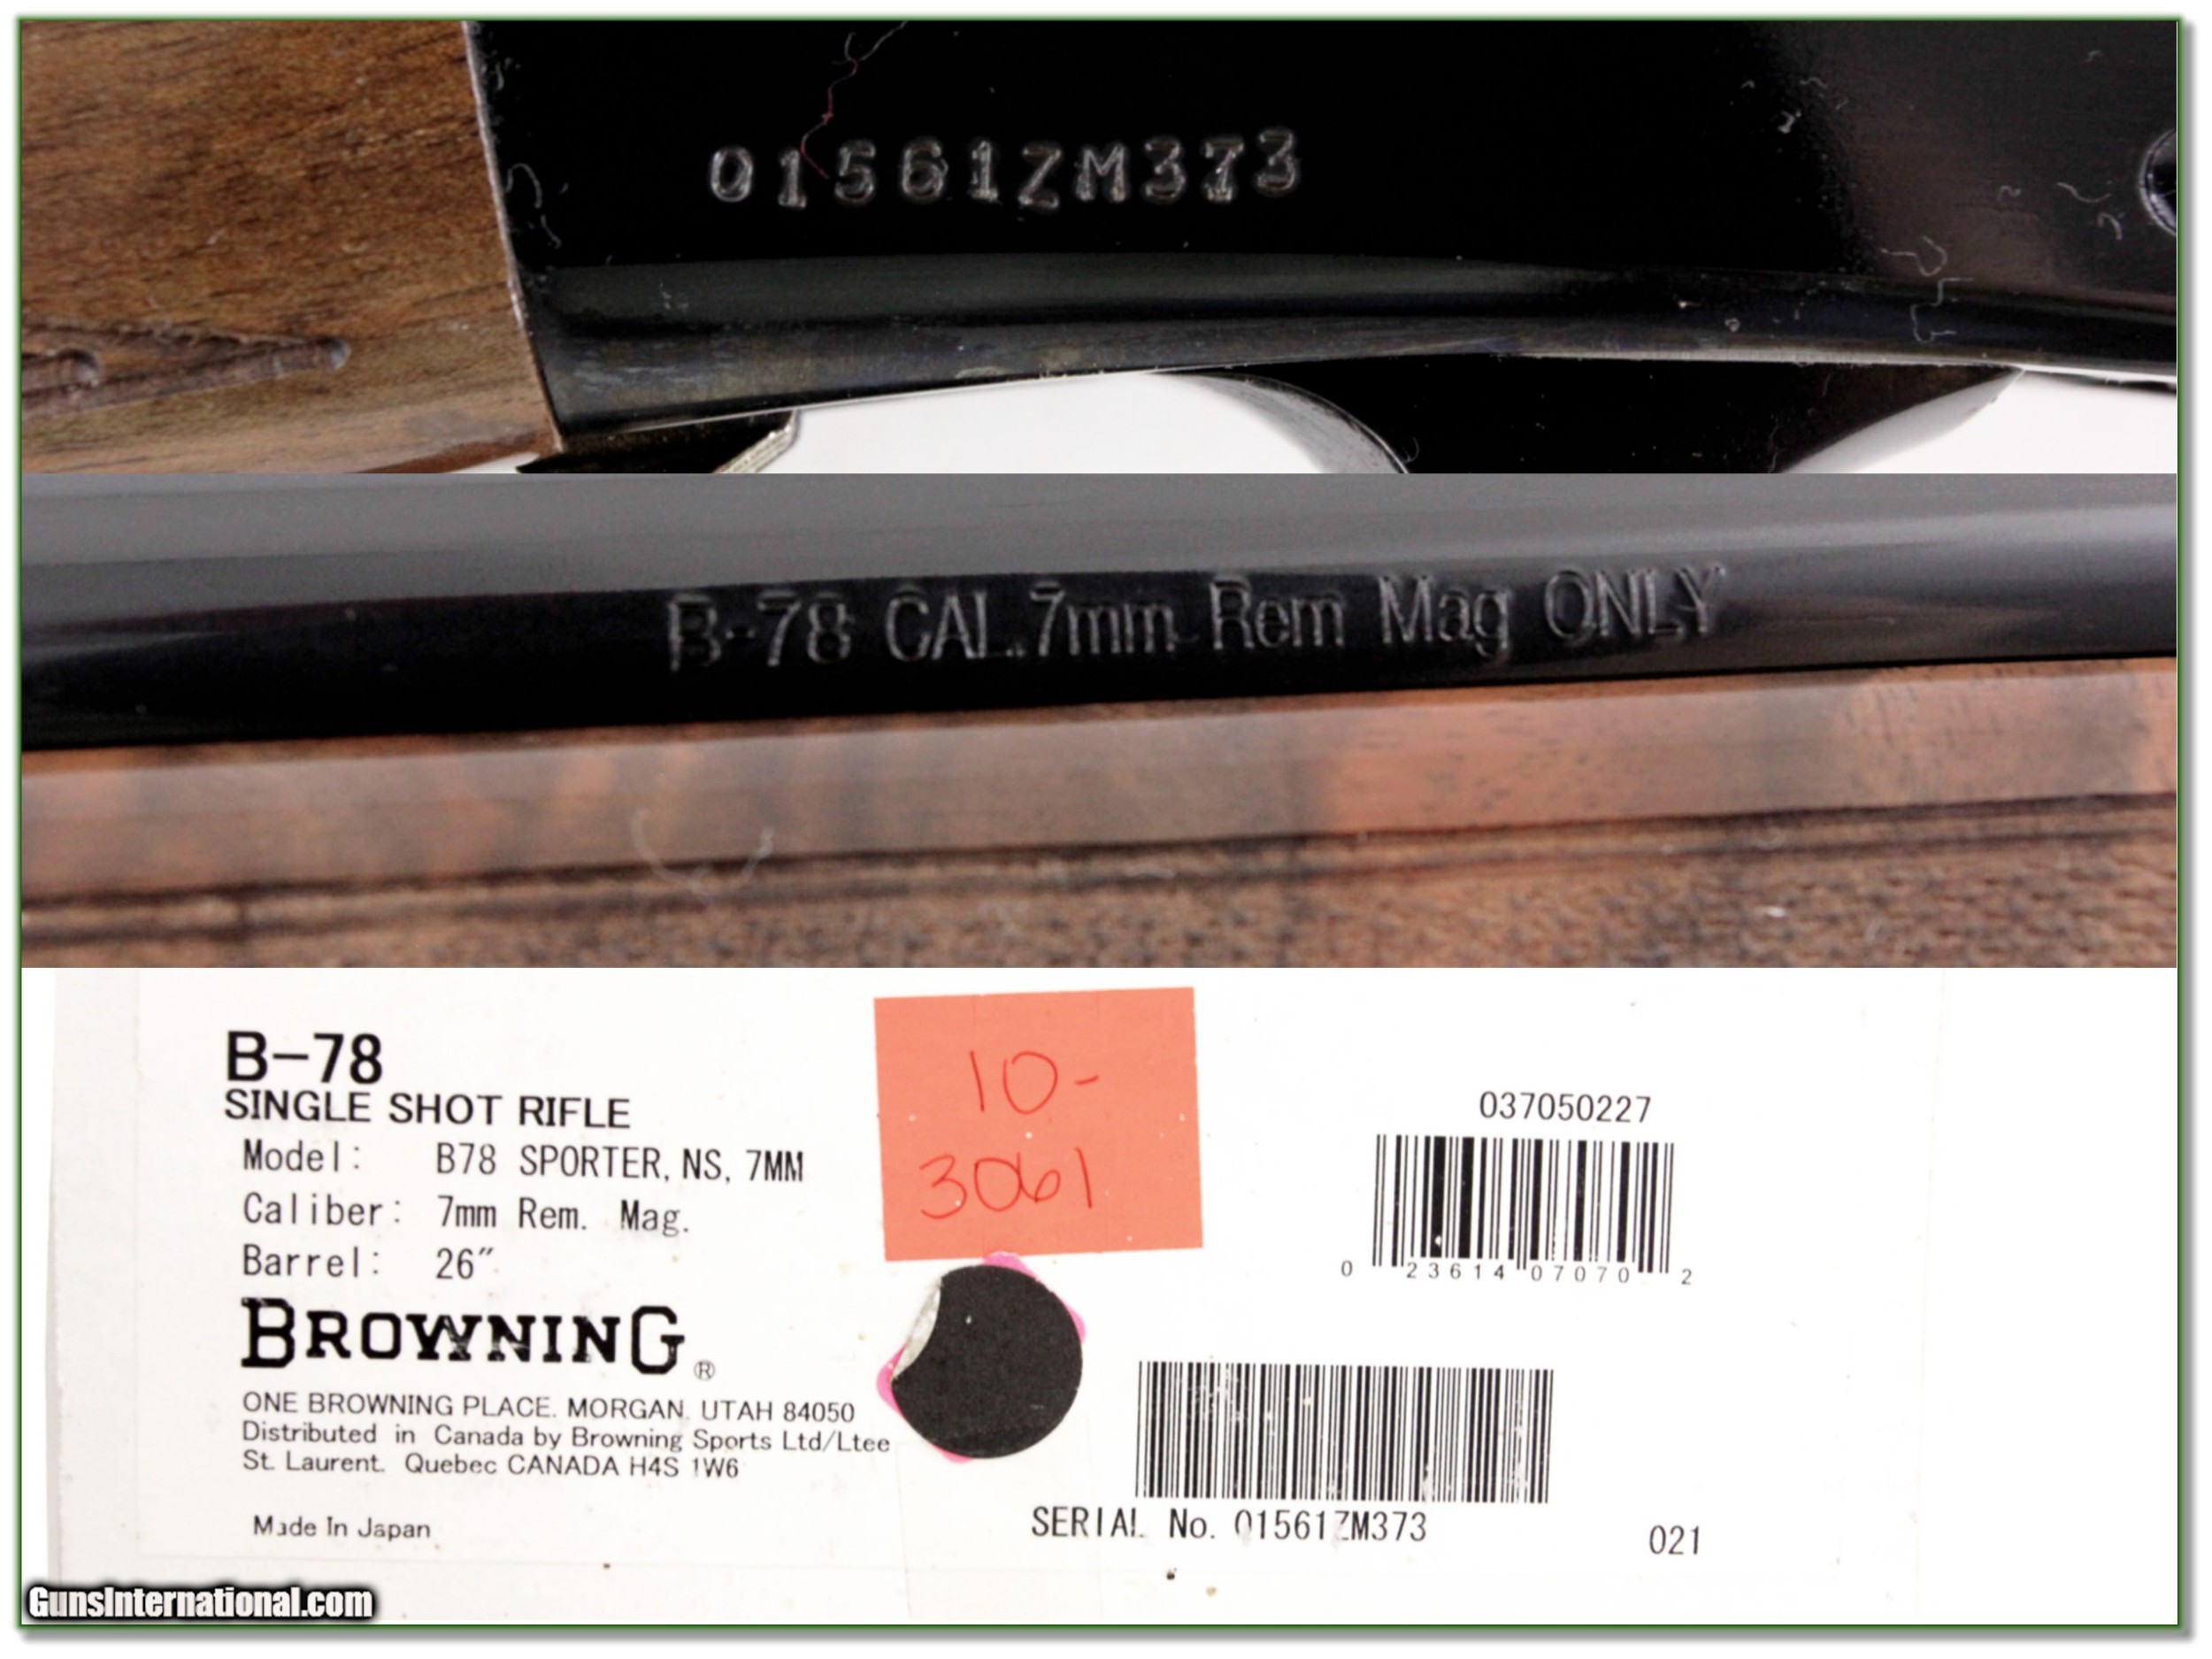 01561ZM373
B-78 CAL.7mm Rem Mag ONLY
B-78
SINGLE SHOT RIFLE
Model: B78 SPORTER, NS, 7MM
Caliber: 7mm Rem. Mag.
Barrel: 26"
BROWNING®
ONE BROWNING PLACE. MORGAN, UTAH 84050
Distributed in Canada by Browning Sports Ltd/Ltee
St. Laurent. Quebec CANADA H4S 1W6
Made In Japan
10-
3061
037050227
0 23614 07070 2
SERIAL No. 01561ZM373
021
GunsInternational.com